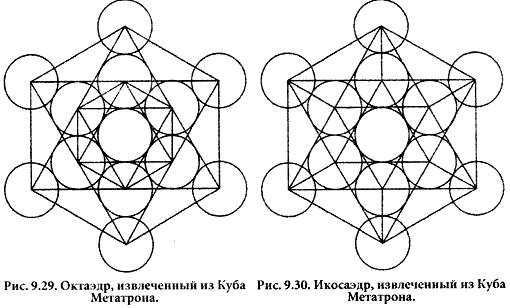 Рис. 9.29. Октаэдр, извлеченный из Куба
Метатрона.
Рис. 9.30. Икосаэдр, извлеченный из Куба
Метатрона.